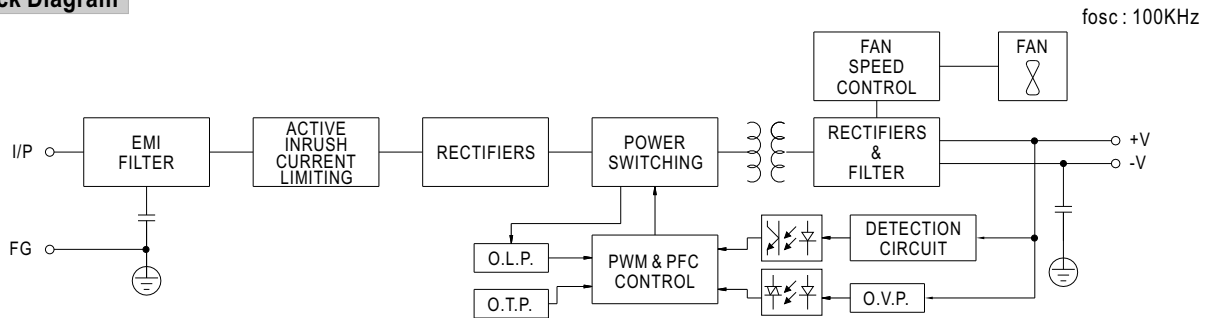 ck Diagram
fosc : 100KHz
FAN
SPEED
CONTROL
FAN
I/P
EMI
FILTER
ACTIVE
INRUSH
CURRENT
LIMITING
RECTIFIERS
POWER
SWITCHING
RECTIFIERS
&
FILTER
+V
-V
FG
O.L.P.
O.T.P.
PWM & PFC
CONTROL
DETECTION
CIRCUIT
O.V.P.